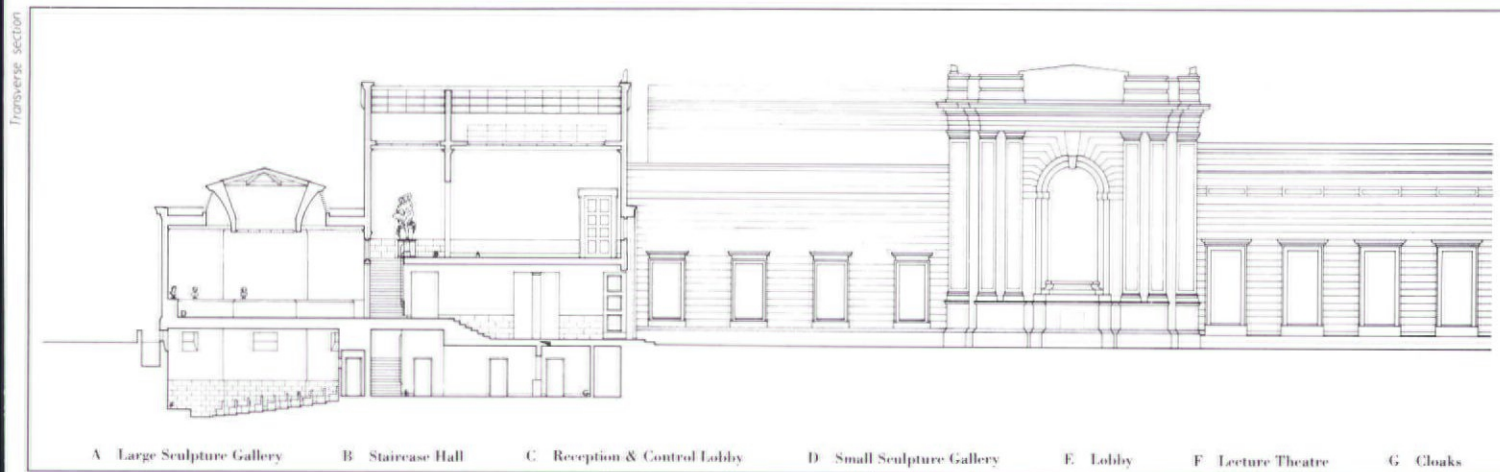 Transverse section
A Large Sculpture Gallery B Staircase Hall C Reception & Control Lobby D Small Sculpture Gallery E Lobby F Lecture Theatre G Cloaks